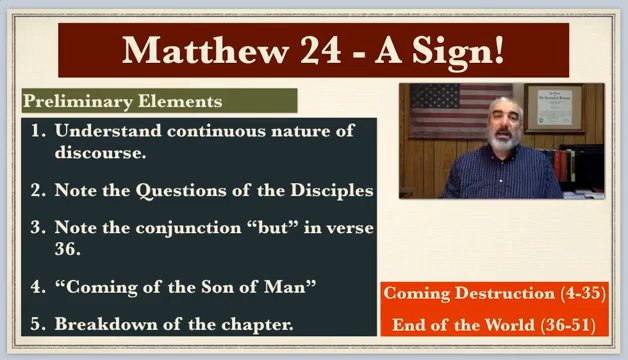 Matthew 24 - A Sign!
Preliminary Elements
1. Understand continuous nature of
discourse.
2. Note the Questions of the Disciples
3. Note the conjunction “but” in verse
36.
4. “Coming of the Son of Man”
5. Breakdown of the chapter.
Coming Destruction (4-35)
End of the World (36-51)